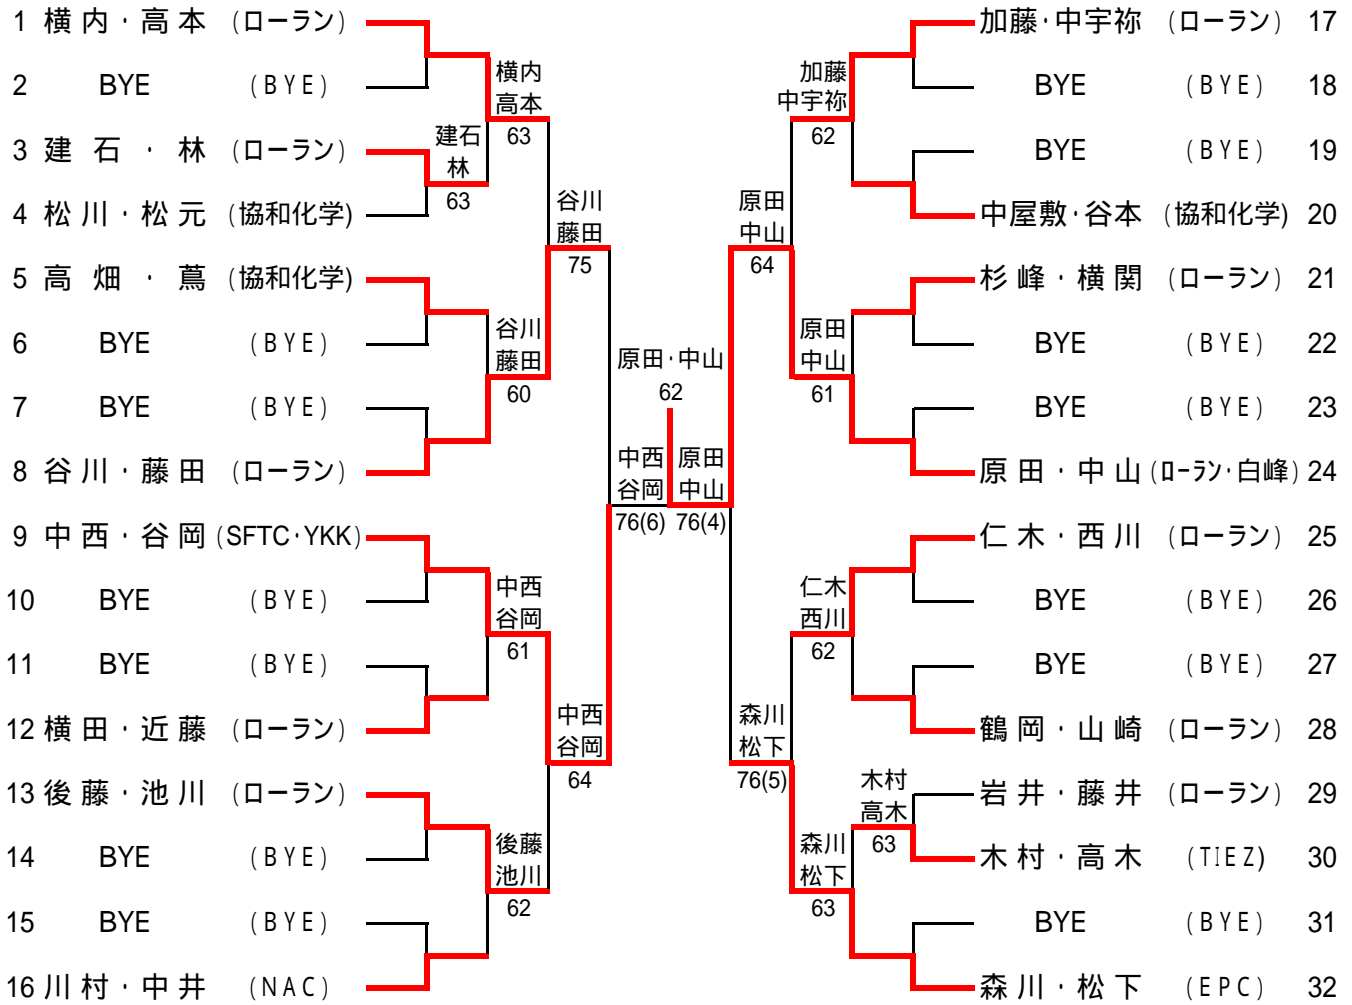 1 横内・高本 (ローラン)
2 BYE (BYE)
3 建石・林 (ローラン)
4 松川・松元 (協和化学)
5 高畑・蔦 (協和化学)
6 BYE (BYE)
7 BYE (BYE)
8 谷川・藤田 (ローラン)
9 中西・谷岡 (SFTC・YKK)
10 BYE (BYE)
11 BYE (BYE)
12 横田・近藤 (ローラン)
13 後藤・池川 (ローラン)
14 BYE (BYE)
15 BYE (BYE)
16 川村・中井 (NAC)
建石
林
63
横内
高本
63
谷川
藤田
60
中西
谷岡
61
後藤
池川
62
谷川
藤田
75
中西
谷岡
64
中西
谷岡
76(6)
原田・中山
62
原田
中山
76(4)
原田
中山
64
森川
松下
76(5)
加藤
中宇祢
62
原田
中山
61
仁木
西川
62
森川
松下
63
木村
高木
63
加藤・中宇祢 (ローラン) 17
BYE (BYE) 18
BYE (BYE) 19
中屋敷・谷本 (協和化学) 20
杉峰・横関 (ローラン) 21
BYE (BYE) 22
BYE (BYE) 23
原田・中山 (ローラン・白峰) 24
仁木・西川 (ローラン) 25
BYE (BYE) 26
BYE (BYE) 27
鶴岡・山崎 (ローラン) 28
岩井・藤井 (ローラン) 29
木村・高木 (TIEZ) 30
BYE (BYE) 31
森川・松下 (EPC) 32